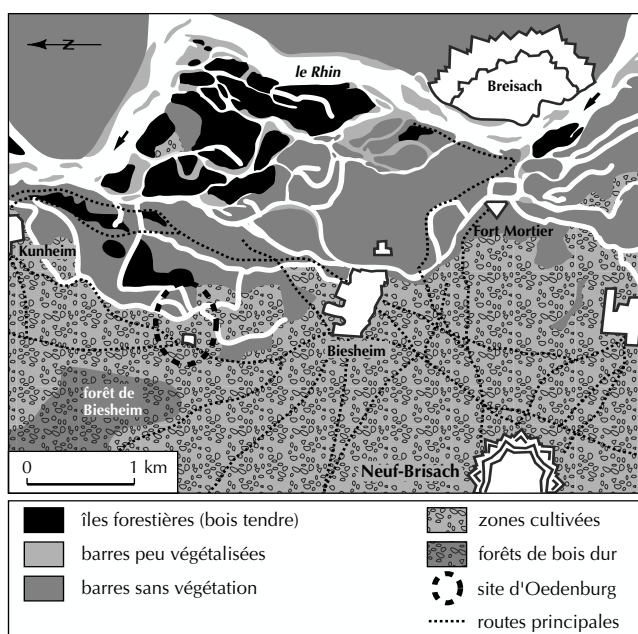 N
le Rhin
Breisach
Kunheim
Fort Mortier
Biesheim
forêt de
Biesheim
Neuf-Brisach
0 1 km
îles forestières (bois tendre)
barres peu végétalisées
barres sans végétation
zones cultivées
forêts de bois dur
site d'Oedenburg
routes principales